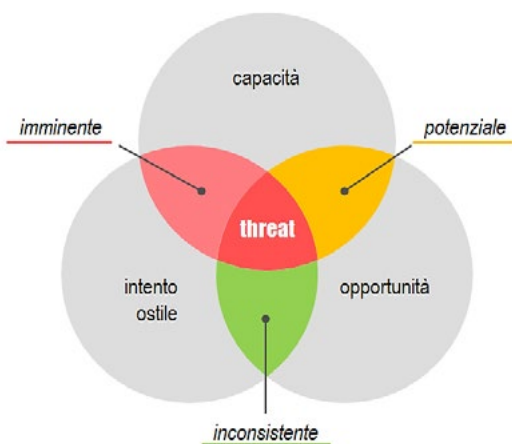 capacità
imminente
potenziale
threat
intento
ostile
opportunità
inconsistente